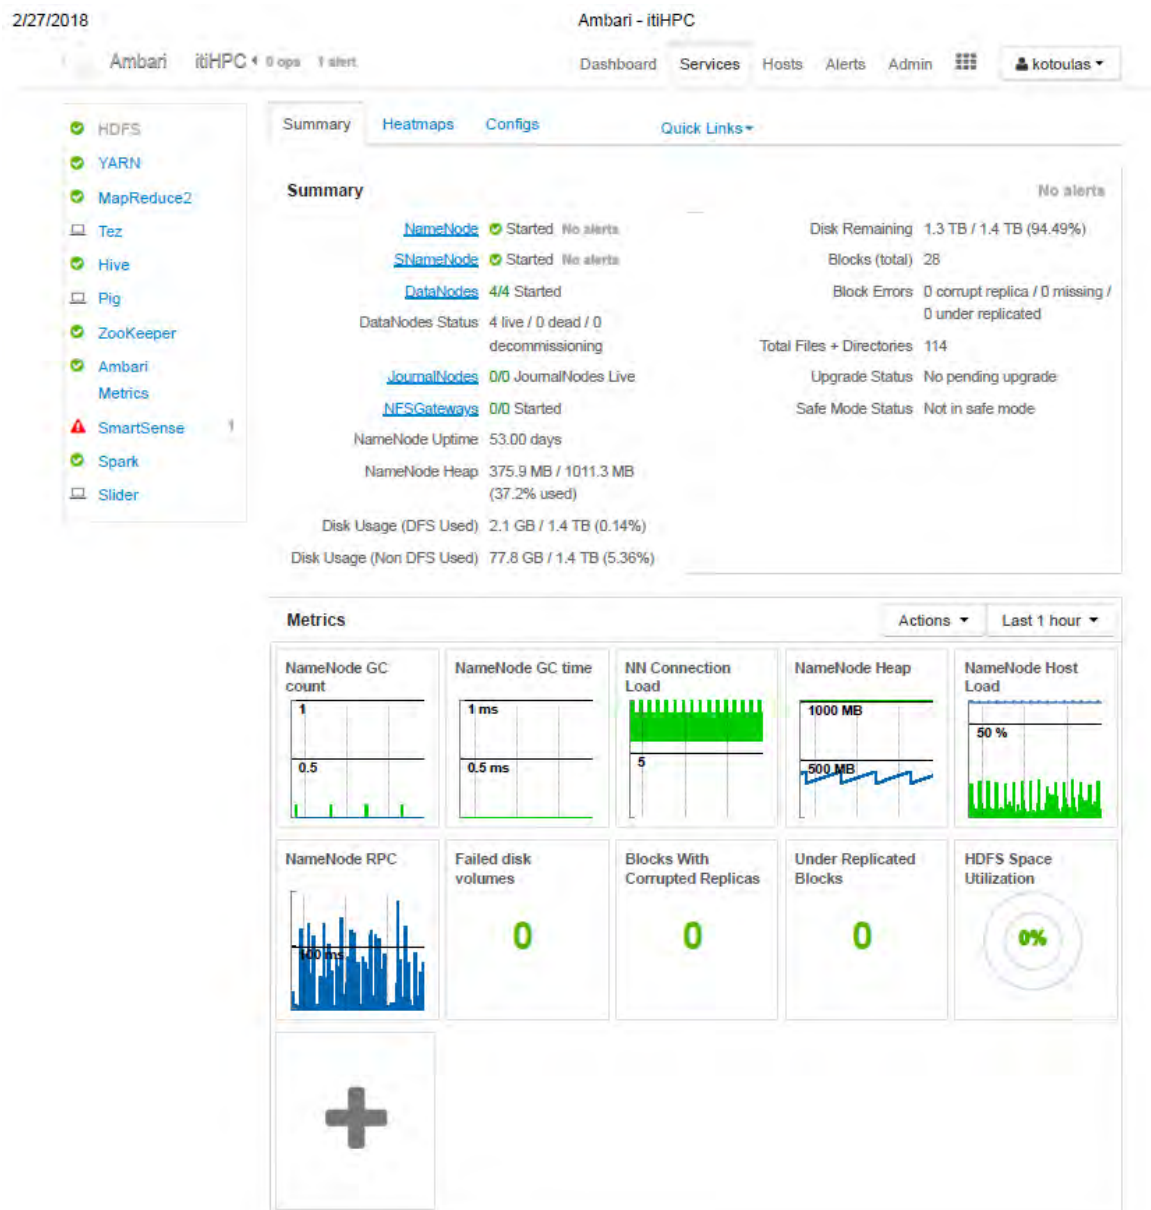 2/27/2018
Ambari - itiHPC
Ambari itiHPC 0 ops 1 alert
Dashboard Services Hosts Alerts Admin kotoulas
HDFS
YARN
MapReduce2
Tez
Hive
Pig
ZooKeeper
Ambari
Metrics
SmartSense 1
Spark
Slider
Summary Heatmaps Configs Quick Links
Summary No alerts
NameNode Started No alerts
SNameNode Started No alerts
DataNodes 4/4 Started
DataNodes Status 4 live / 0 dead / 0
decommissioning
JournalNodes 0/0 JournalNodes Live
NFSGateways 0/0 Started
NameNode Uptime 53.00 days
NameNode Heap 375.9 MB / 1011.3 MB
(37.2% used)
Disk Usage (DFS Used) 2.1 GB / 1.4 TB (0.14%)
Disk Usage (Non DFS Used) 77.8 GB / 1.4 TB (5.36%)
Disk Remaining 1.3 TB / 1.4 TB (94.49%)
Blocks (total) 28
Block Errors 0 corrupt replica / 0 missing /
0 under replicated
Total Files + Directories 114
Upgrade Status No pending upgrade
Safe Mode Status Not in safe mode
Metrics Actions Last 1 hour
NameNode GC
count
1
0.5
NameNode GC time
1 ms
0.5 ms
NN Connection
Load
5
NameNode Heap
1000 MB
500 MB
NameNode Host
Load
50 %
NameNode RPC
100 ms
Failed disk
volumes
0
Blocks With
Corrupted Replicas
0
Under Replicated
Blocks
0
HDFS Space
Utilization
0%